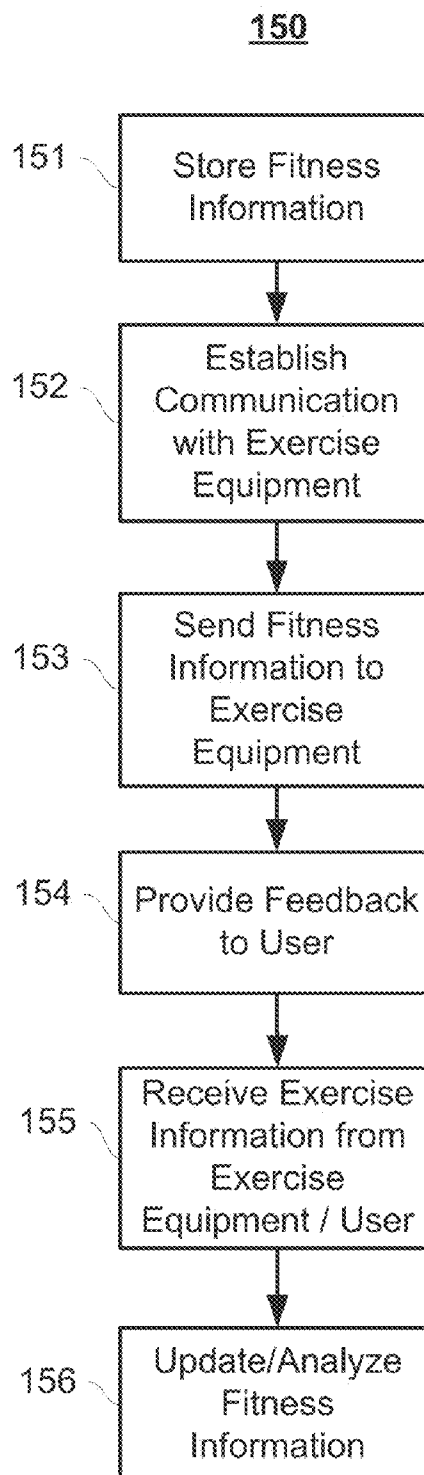 150
151
Store Fitness
Information
152
Establish
Communication
with Exercise
Equipment
153
Send Fitness
Information to
Exercise
Equipment
154
Provide Feedback
to User
155
Receive Exercise
Information from
Exercise
Equipment / User
156
Update/Analyze
Fitness
Information